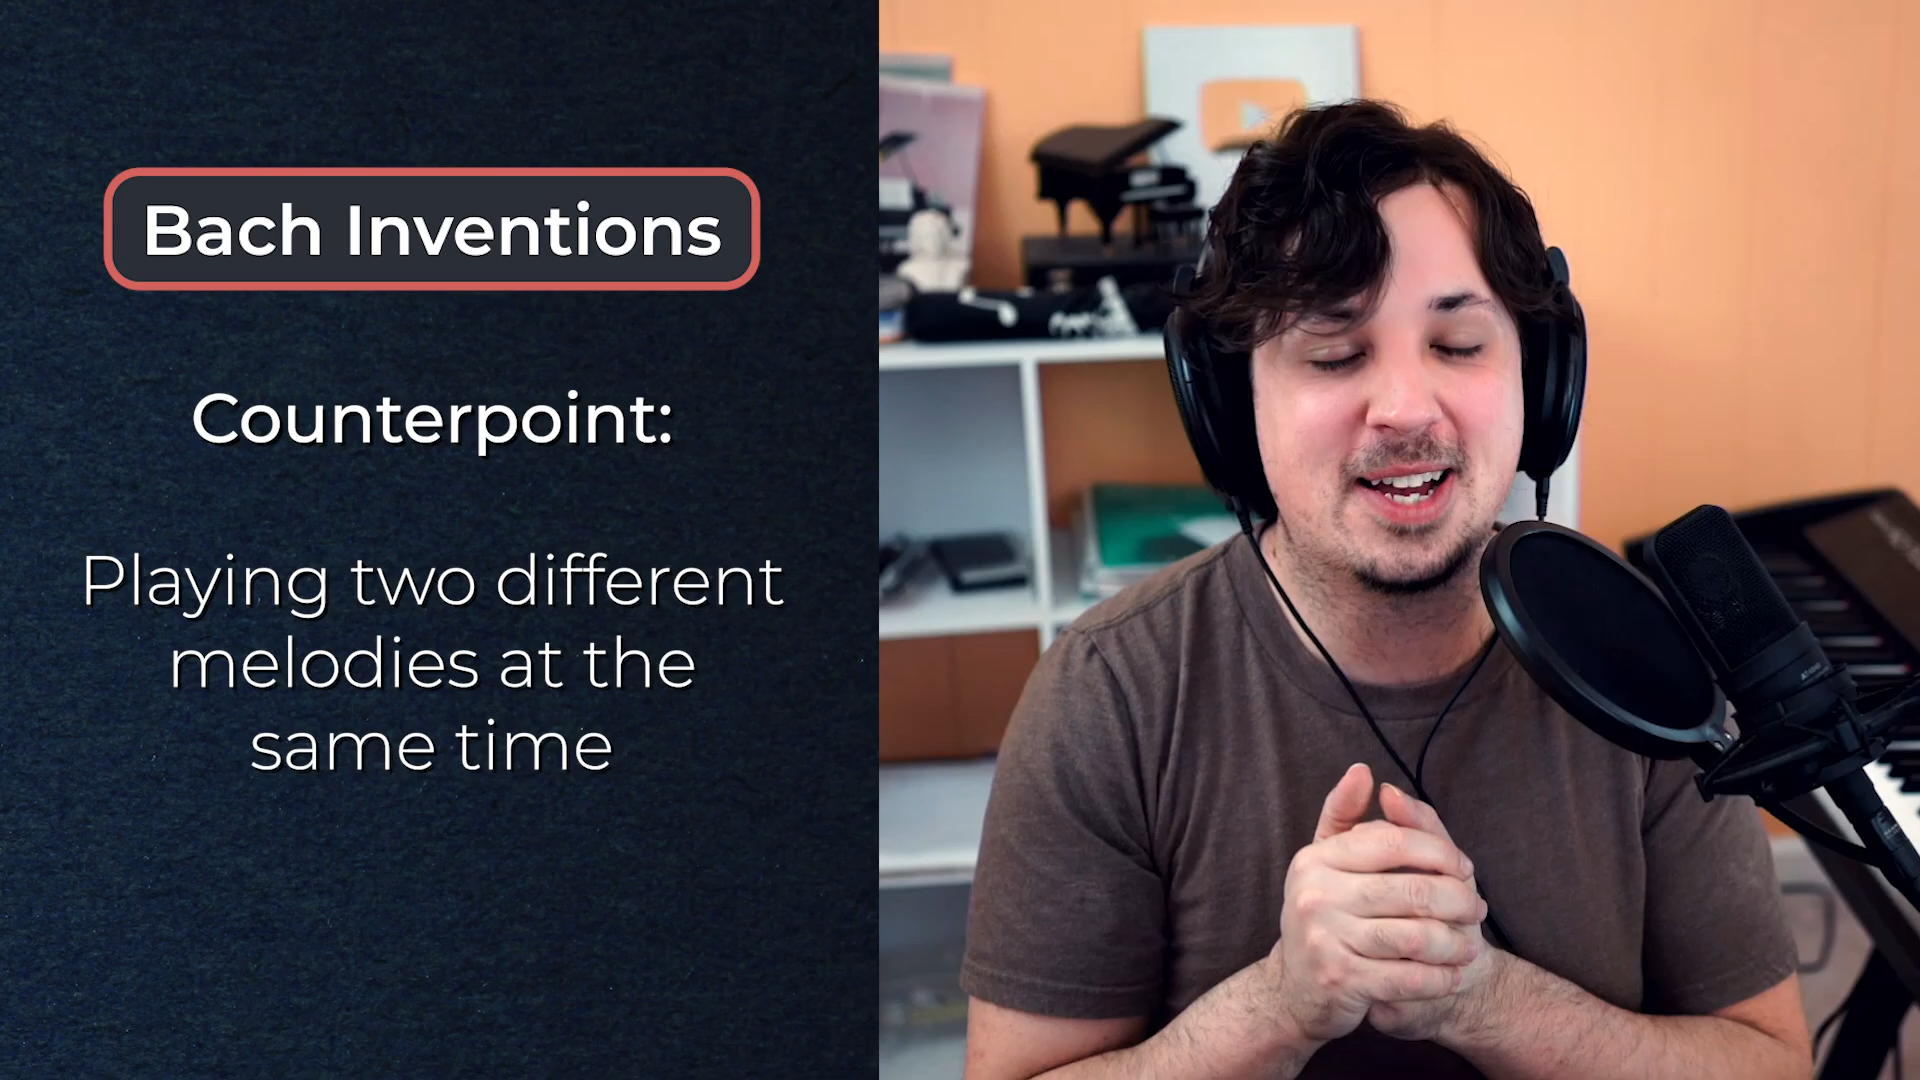 Bach Inventions
Counterpoint:
Playing two different
melodies at the
same time